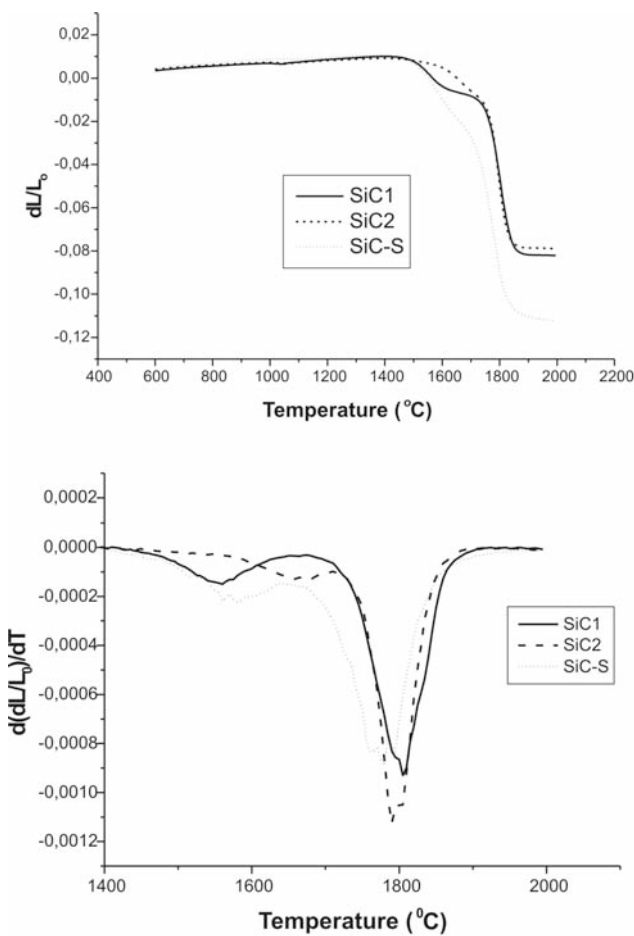 0,02
0,00
-0,02
-0,04
-0,06
-0,08
-0,10
-0,12
dL/Lo
SiC1
SiC2
SiC-S
400 600 800 1000 1200 1400 1600 1800 2000 2200
Temperature (°C)
0,0002
0,0000
-0,0002
-0,0004
-0,0006
-0,0008
-0,0010
-0,0012
d(dL/L0)/dT
SiC1
SiC2
SiC-S
1400 1600 1800 2000
Temperature (⁰C)